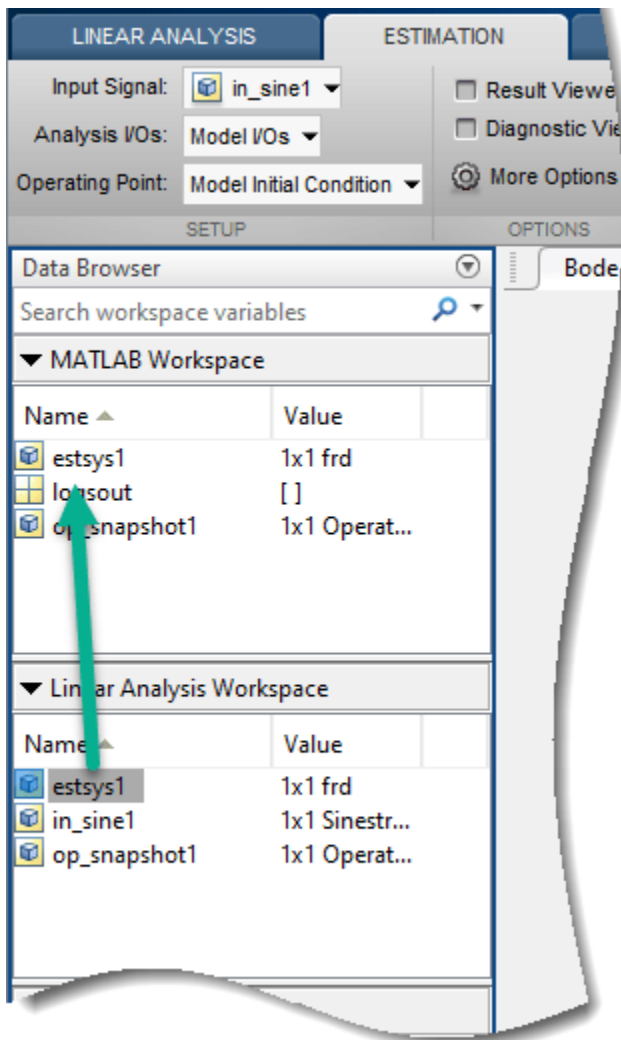 LINEAR ANALYSIS ESTIMATION
Input Signal: in_sine1
Analysis I/Os: Model I/Os
Operating Point: Model Initial Condition
SETUP
Result Viewe
Diagnostic Vie
More Options
OPTIONS
Data Browser
Bode
Search workspace variables
MATLAB Workspace
Name Value
estsys1 1x1 frd
logsout [ ]
op_snapshot1 1x1 Operat...
Linear Analysis Workspace
Name Value
estsys1 1x1 frd
in_sine1 1x1 Sinestr...
op_snapshot1 1x1 Operat...